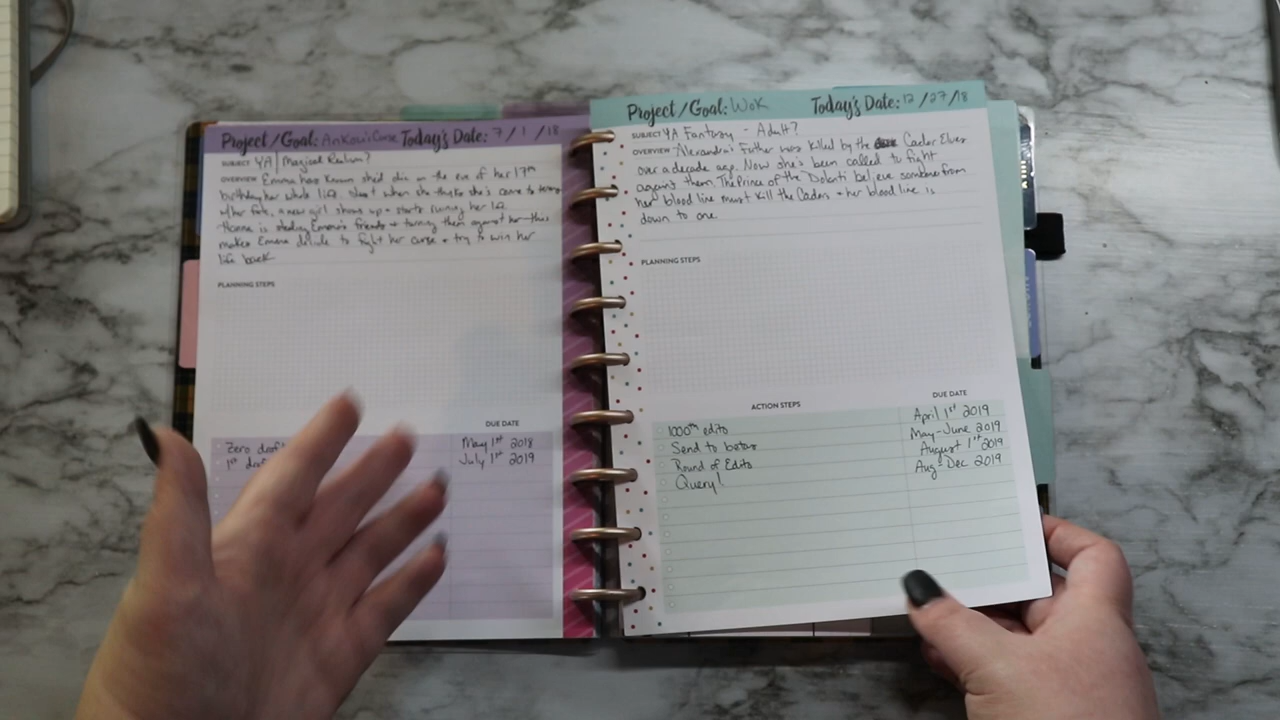 Project/Goal: Ankou's Curse Today's Date: 7/1/18
SUBJECT YA | Magical Realism?
OVERVIEW Emma has known she'd die on the eve of her 17th
birthday her whole life. when she thinks she's come to terms
w/her fate, a new girl shows up + starts ruining her life
is stealing Emma's friends + turning them against her—this
makes Emma decide to fight her curse + try to win her
life back
PLANNING STEPS
DUE DATE
Zero draft May 1st 2018
1st draf July 1st 2019
Project/Goal: WoK Today's Date: 12/27/18
SUBJECT YA Fantasy - Adult?
OVERVIEW Alexandra's Father was killed by the Elves
over a decade ago. Now she's been called to fight
against them. The Prince of the believe someone from
her blood line must kill the + her blood line is
down to one
PLANNING STEPS
ACTION STEPS DUE DATE
1000th edits April 1st 2019
Send to betas May-June 2019
Round of Edits August 1st 2019
Query! Aug-Dec 2019